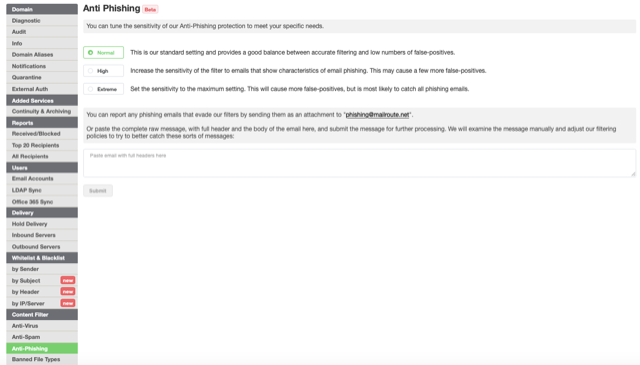 Domain
Diagnostic
Audit
Info
Domain Aliases
Notifications
Quarantine
External Auth
Added Services
Continuity & Archiving
Reports
Received/Blocked
Top 20 Recipients
All Recipients
Users
Email Accounts
LDAP Sync
Office 365 Sync
Delivery
Hold Delivery
Inbound Servers
Outbound Servers
Whitelist & Blacklist
by Sender
by Subject new
by Header new
by IP/Server new
Content Filter
Anti-Virus
Anti-Spam
Anti-Phishing
Banned File Types
Anti Phishing Beta
You can tune the sensitivity of our Anti-Phishing protection to meet your specific needs.
Normal This is our standard setting and provides a good balance between accurate filtering and low numbers of false-positives.
High Increase the sensitivity of the filter to emails that show characteristics of email phishing. This may cause a few more false-positives.
Extreme Set the sensitivity to the maximum setting. This will cause more false-positives, but is most likely to catch all phishing emails.
You can report any phishing emails that evade our filters by sending them as an attachment to "phishing@mailroute.net".
Or paste the complete raw message, with full header and the body of the email here, and submit the message for further processing. We will examine the message manually and adjust our filtering
policies to try to better catch these sorts of messages:
Paste email with full headers here
Submit